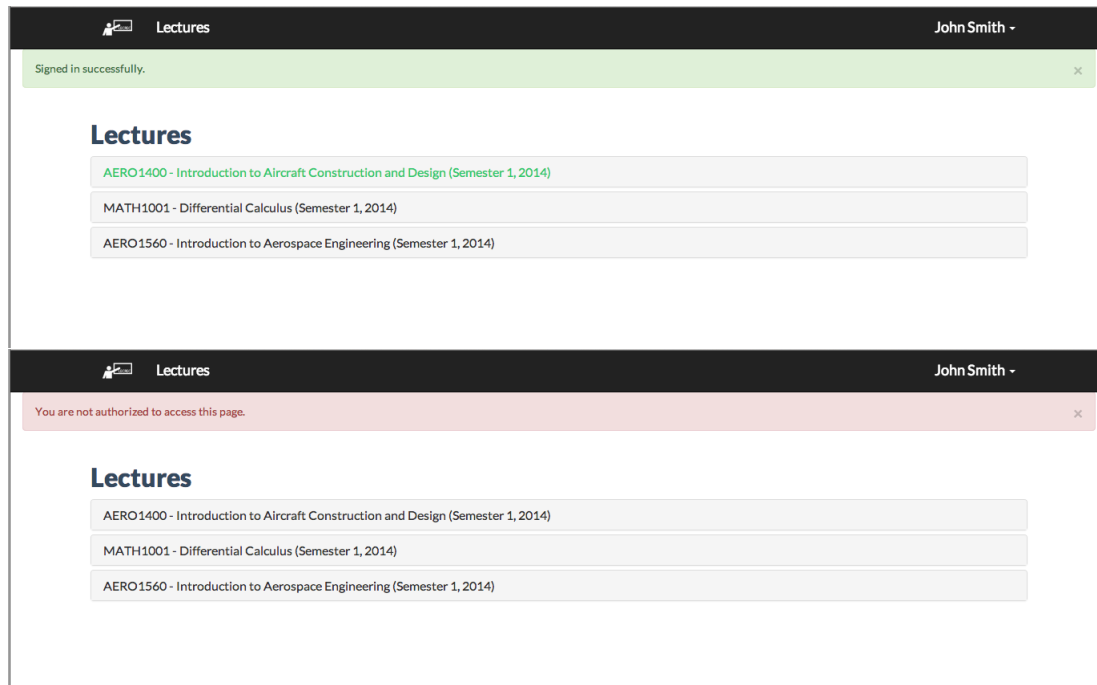 Lectures John Smith
Signed in successfully. ×
Lectures
AERO1400 - Introduction to Aircraft Construction and Design (Semester 1, 2014)
MATH1001 - Differential Calculus (Semester 1, 2014)
AERO1560 - Introduction to Aerospace Engineering (Semester 1, 2014)
Lectures John Smith
You are not authorized to access this page. ×
Lectures
AERO1400 - Introduction to Aircraft Construction and Design (Semester 1, 2014)
MATH1001 - Differential Calculus (Semester 1, 2014)
AERO1560 - Introduction to Aerospace Engineering (Semester 1, 2014)